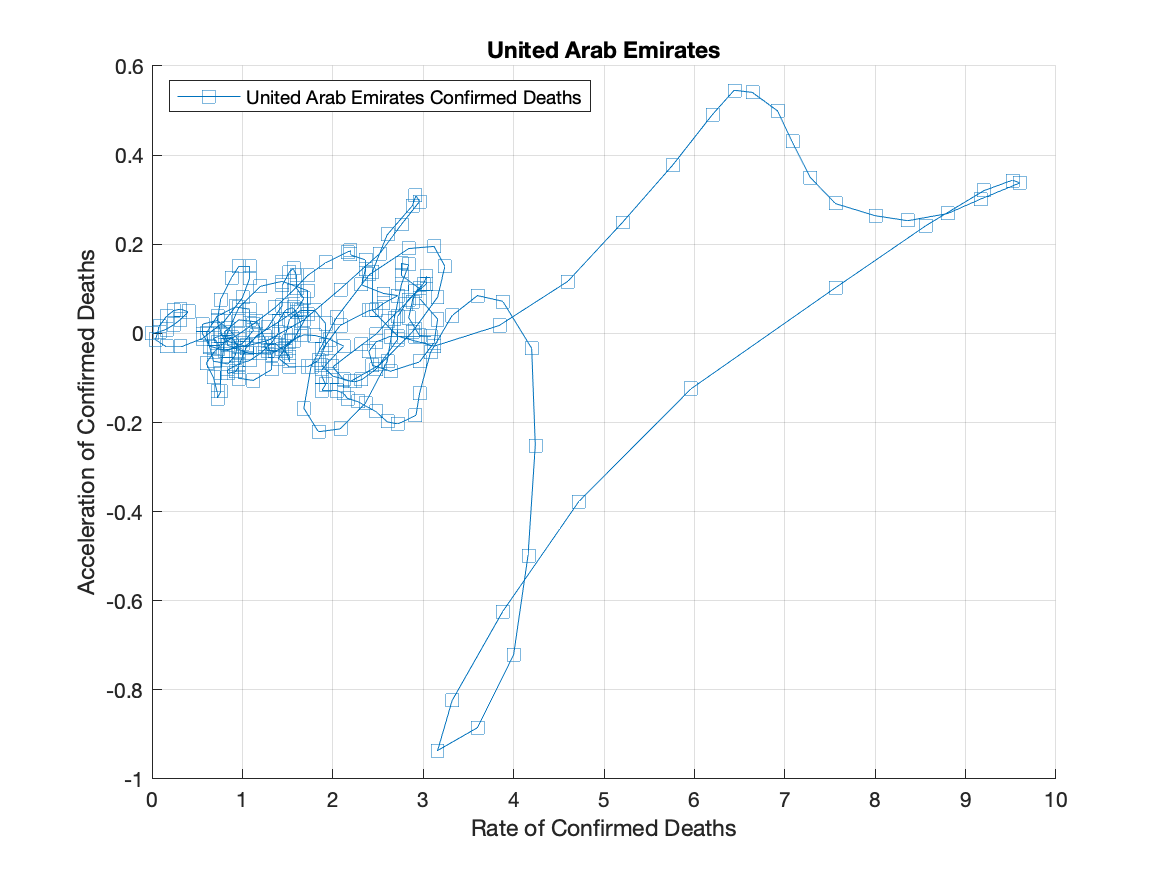 United Arab Emirates
United Arab Emirates Confirmed Deaths
Acceleration of Confirmed Deaths
0.6
0.4
0.2
0
-0.2
-0.4
-0.6
-0.8
-1
0 1 2 3 4 5 6 7 8 9 10
Rate of Confirmed Deaths